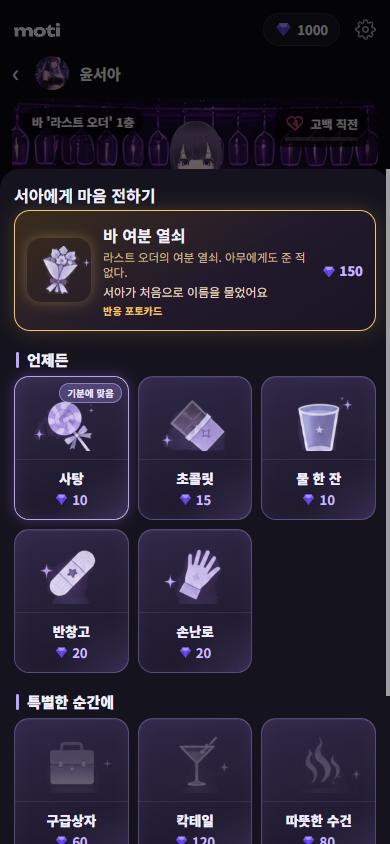 moti
1000
윤서아
바 '라스트 오더' 1층
고백 직전
서아에게 마음 전하기
바 여분 열쇠
라스트 오더의 여분 열쇠. 아무에게도 준 적
없다.
150
서아가 처음으로 이름을 물었어요
반응 포토카드
언제든
기분에 맞음
사탕
10
초콜릿
15
물 한 잔
10
반창고
20
손난로
20
특별한 순간에
구급상자
60
칵테일
120
따뜻한 수건
80